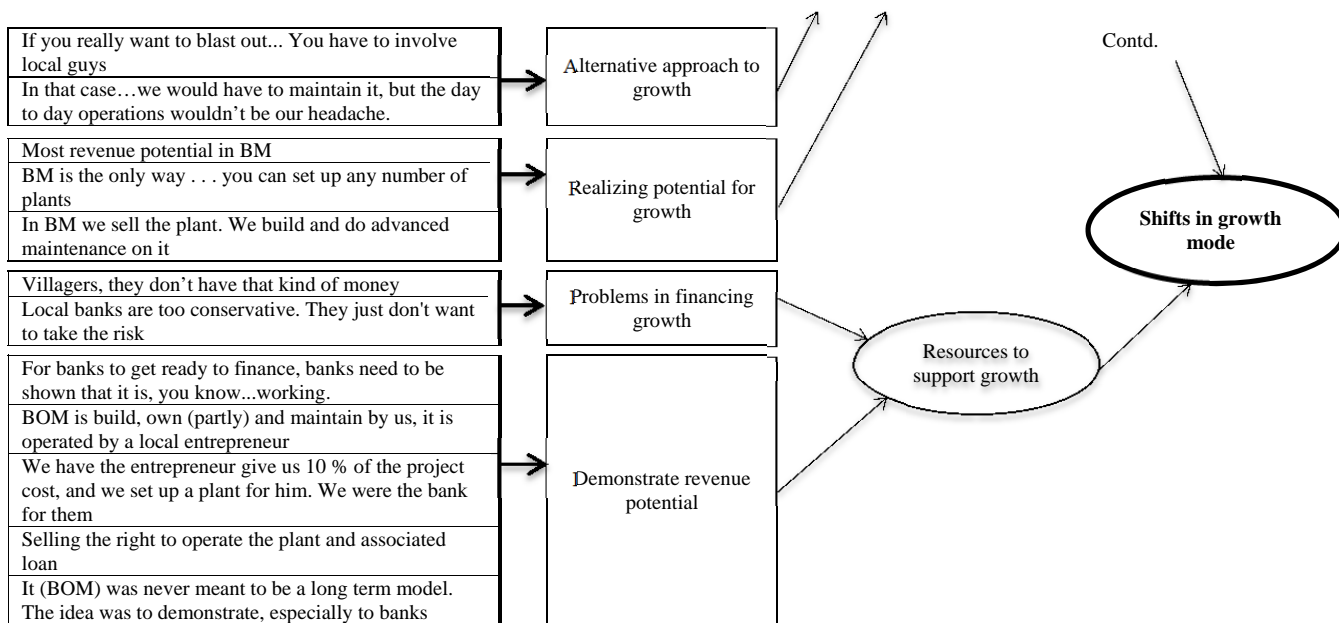 If you really want to blast out... You have to involve
local guys
In that case…we would have to maintain it, but the day
to day operations wouldn’t be our headache.
Alternative approach to
growth
Contd.
Most revenue potential in BM
BM is the only way . . . you can set up any number of
plants
In BM we sell the plant. We build and do advanced
maintenance on it
Realizing potential for
growth
Shifts in growth
mode
Villagers, they don’t have that kind of money
Local banks are too conservative. They just don't want
to take the risk
Problems in financing
growth
Resources to
support growth
For banks to get ready to finance, banks need to be
shown that it is, you know...working.
BOM is build, own (partly) and maintain by us, it is
operated by a local entrepreneur
We have the entrepreneur give us 10 % of the project
cost, and we set up a plant for him. We were the bank
for them
Selling the right to operate the plant and associated
loan
It (BOM) was never meant to be a long term model.
The idea was to demonstrate, especially to banks
Demonstrate revenue
potential